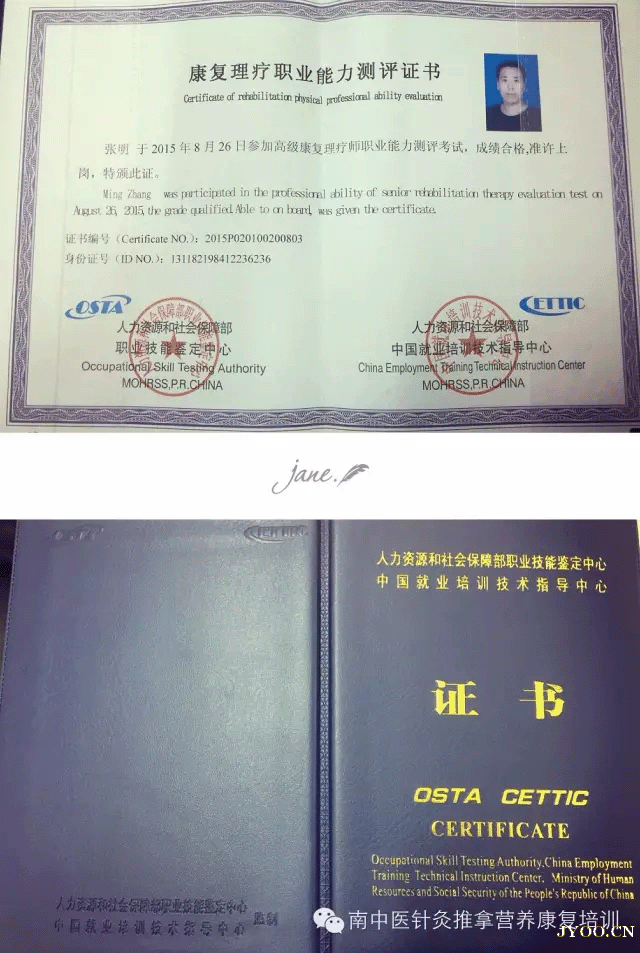 康复理疗职业能力测评证书
Certificate of rehabilitation physical professional ability evaluation
张明 于2015年8月26日参加高级康复理疗师职业能力测评考试，成绩合格,准许上
岗，特颁此证。
Ming Zhang was participated in the professional ability of senior rehabilitation therapy evaluation test on
August 26, 2015, the grade qualified. Able to on board, was given the certificate.
证书编号（Certificate NO.）：2015P020100200803
身份证号（ID NO.）：131182198412236236
OSTA
人力资源和社会保障部
职业技能鉴定中心
Occupational Skill Testing Authority
MOHRSS,P.R,CHINA
CETTIC
人力资源和社会保障部
中国就业培训技术指导中心
China Employment Training Technical Instruction Center
MOHRSS,P.R,CHINA
jane.
OSTA
人力资源和社会保障部职业技能鉴定中心
中国就业培训技术指导中心
监制
人力资源和社会保障部职业技能鉴定中心
中国就业培训技术指导中心
证书
OSTA CETTIC
CERTIFICATE
Occupational Skill Testing Authority,China Employment
Training Technical Instruction Center, Ministry of Human
Resources and Social Security of the People's Republic of China
南中医针灸推拿营养康复培训
JYOO.CN